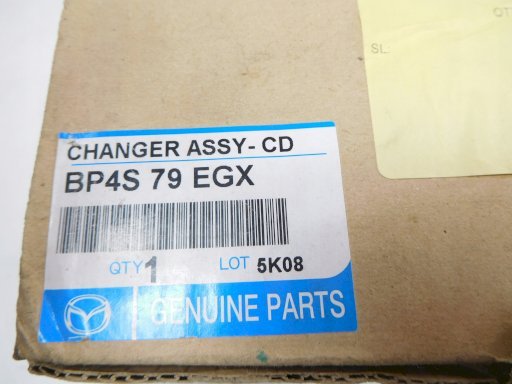 SL:
CHANGER ASSY- CD
BP4S 79 EGX
QTY 1
LOT 5K08
GENUINE PARTS